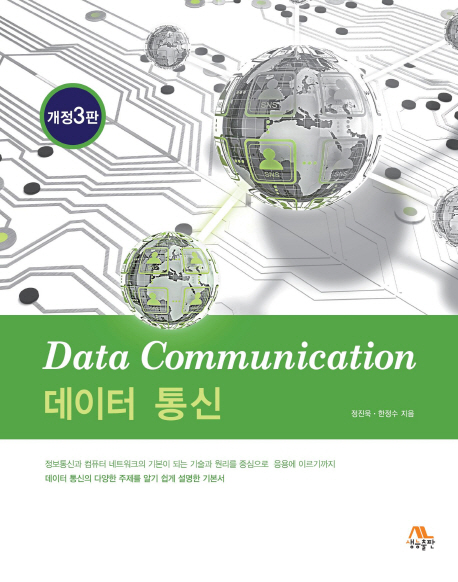 개정3판
SNS
SNS
SNS
Data Communication
데이터 통신
정진욱 · 한정수 지음
정보통신과 컴퓨터 네트워크의 기본이 되는 기술과 원리를 중심으로 응용에 이르기까지
데이터 통신의 다양한 주제를 알기 쉽게 설명한 기본서
생능출판